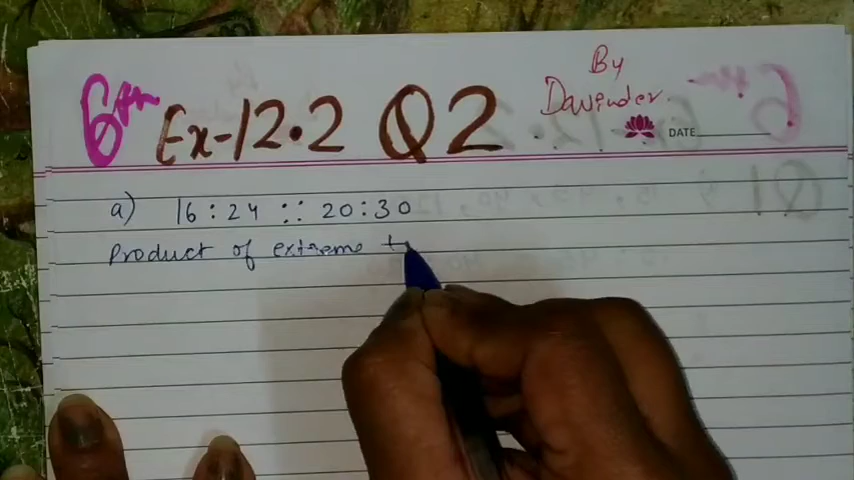 6th Ex-12.2 Q2 By
Davinder
DATE
a) 16:24 :: 20:30
Product of extreme t